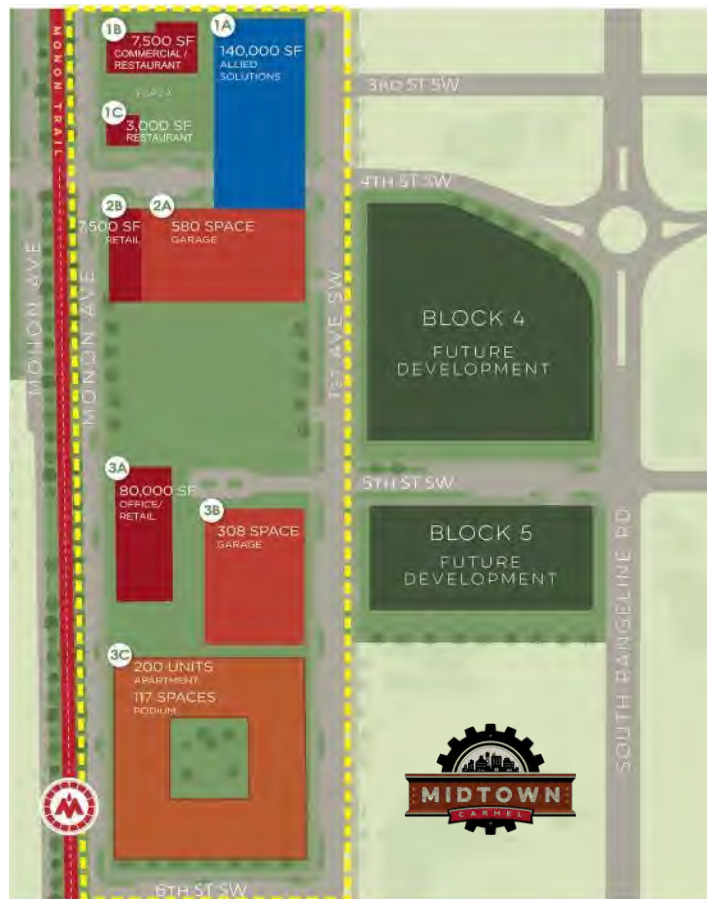 MONON TRAIL
1B
7,500 SF
COMMERCIAL /
RESTAURANT
1A
140,000 SF
ALLIED
SOLUTIONS
PLAZA
3RD ST SW
1C
3,000 SF
RESTAURANT
4TH ST SW
2B
7,500 SF
RETAIL
2A
580 SPACE
GARAGE
MONON AVE
MONON AVE
1ST AVE SW
BLOCK 4
FUTURE
DEVELOPMENT
3A
80,000 SF
OFFICE/
RETAIL
5TH ST SW
3B
308 SPACE
GARAGE
BLOCK 5
FUTURE
DEVELOPMENT
SOUTH RANGELINE RD
3C
200 UNITS
APARTMENT
117 SPACES
PODIUM
M
MIDTOWN
CARMEL
6TH ST SW